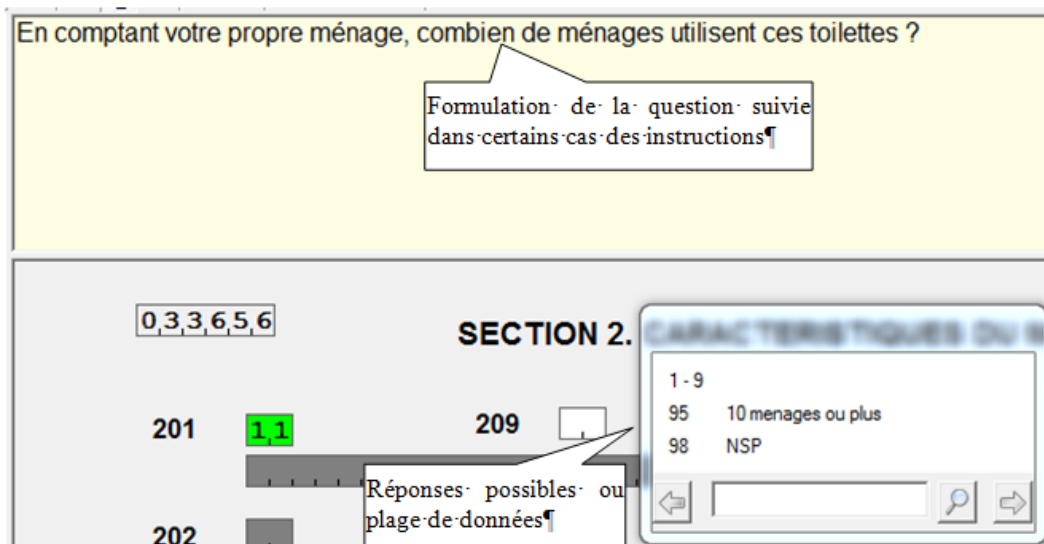 En comptant votre propre ménage, combien de ménages utilisent ces toilettes ?
Formulation de la question suivie
dans certains cas des instructions¶
0,3,3,6,5,6
SECTION 2. CARACTERISTIQUES DU
1 - 9
95 10 menages ou plus
98 NSP
201 1,1 209
Réponses possibles ou
plage de données¶
202